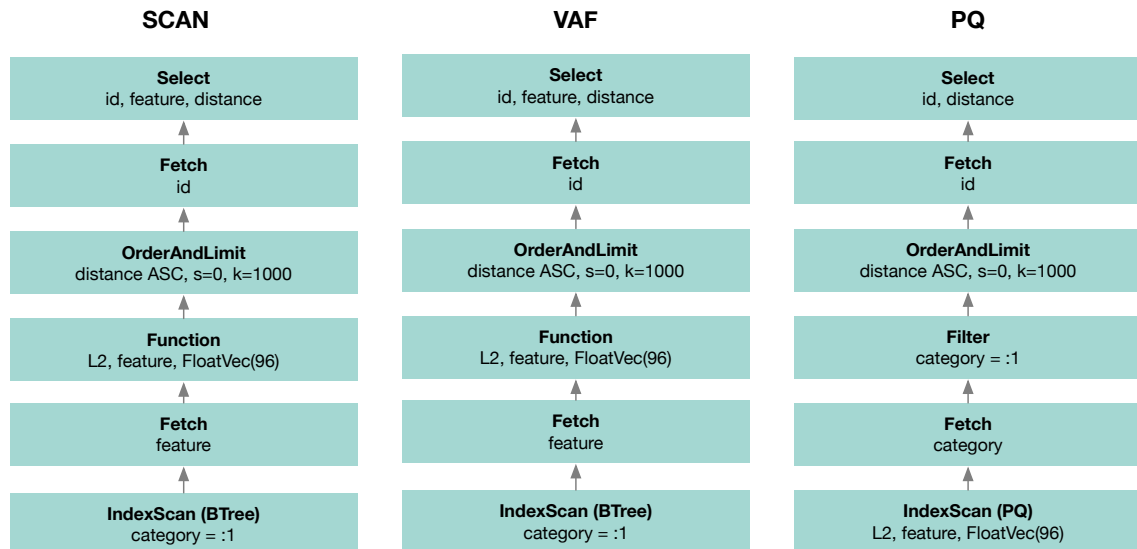 SCAN
Select
id, feature, distance
Fetch
id
OrderAndLimit
distance ASC, s=0, k=1000
Function
L2, feature, FloatVec(96)
Fetch
feature
IndexScan (BTree)
category = :1
VAF
Select
id, feature, distance
Fetch
id
OrderAndLimit
distance ASC, s=0, k=1000
Function
L2, feature, FloatVec(96)
Fetch
feature
IndexScan (BTree)
category = :1
PQ
Select
id, distance
Fetch
id
OrderAndLimit
distance ASC, s=0, k=1000
Filter
category = :1
Fetch
category
IndexScan (PQ)
L2, feature, FloatVec(96)